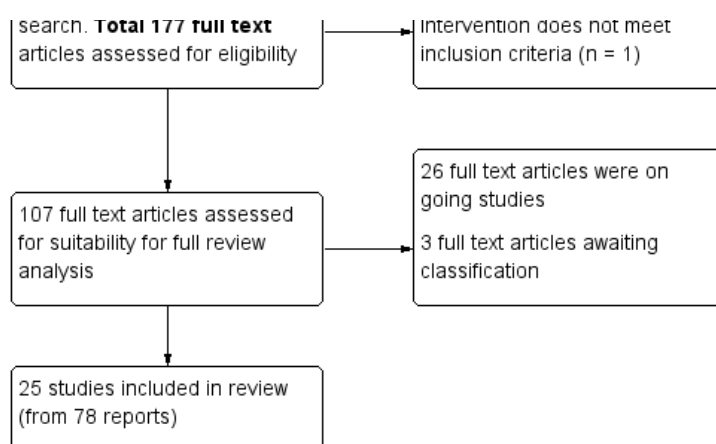 search. Total 177 full text
articles assessed for eligibility
intervention does not meet
inclusion criteria (n = 1)
26 full text articles were on
going studies
3 full text articles awaiting
classification
107 full text articles assessed
for suitability for full review
analysis
25 studies included in review
(from 78 reports)